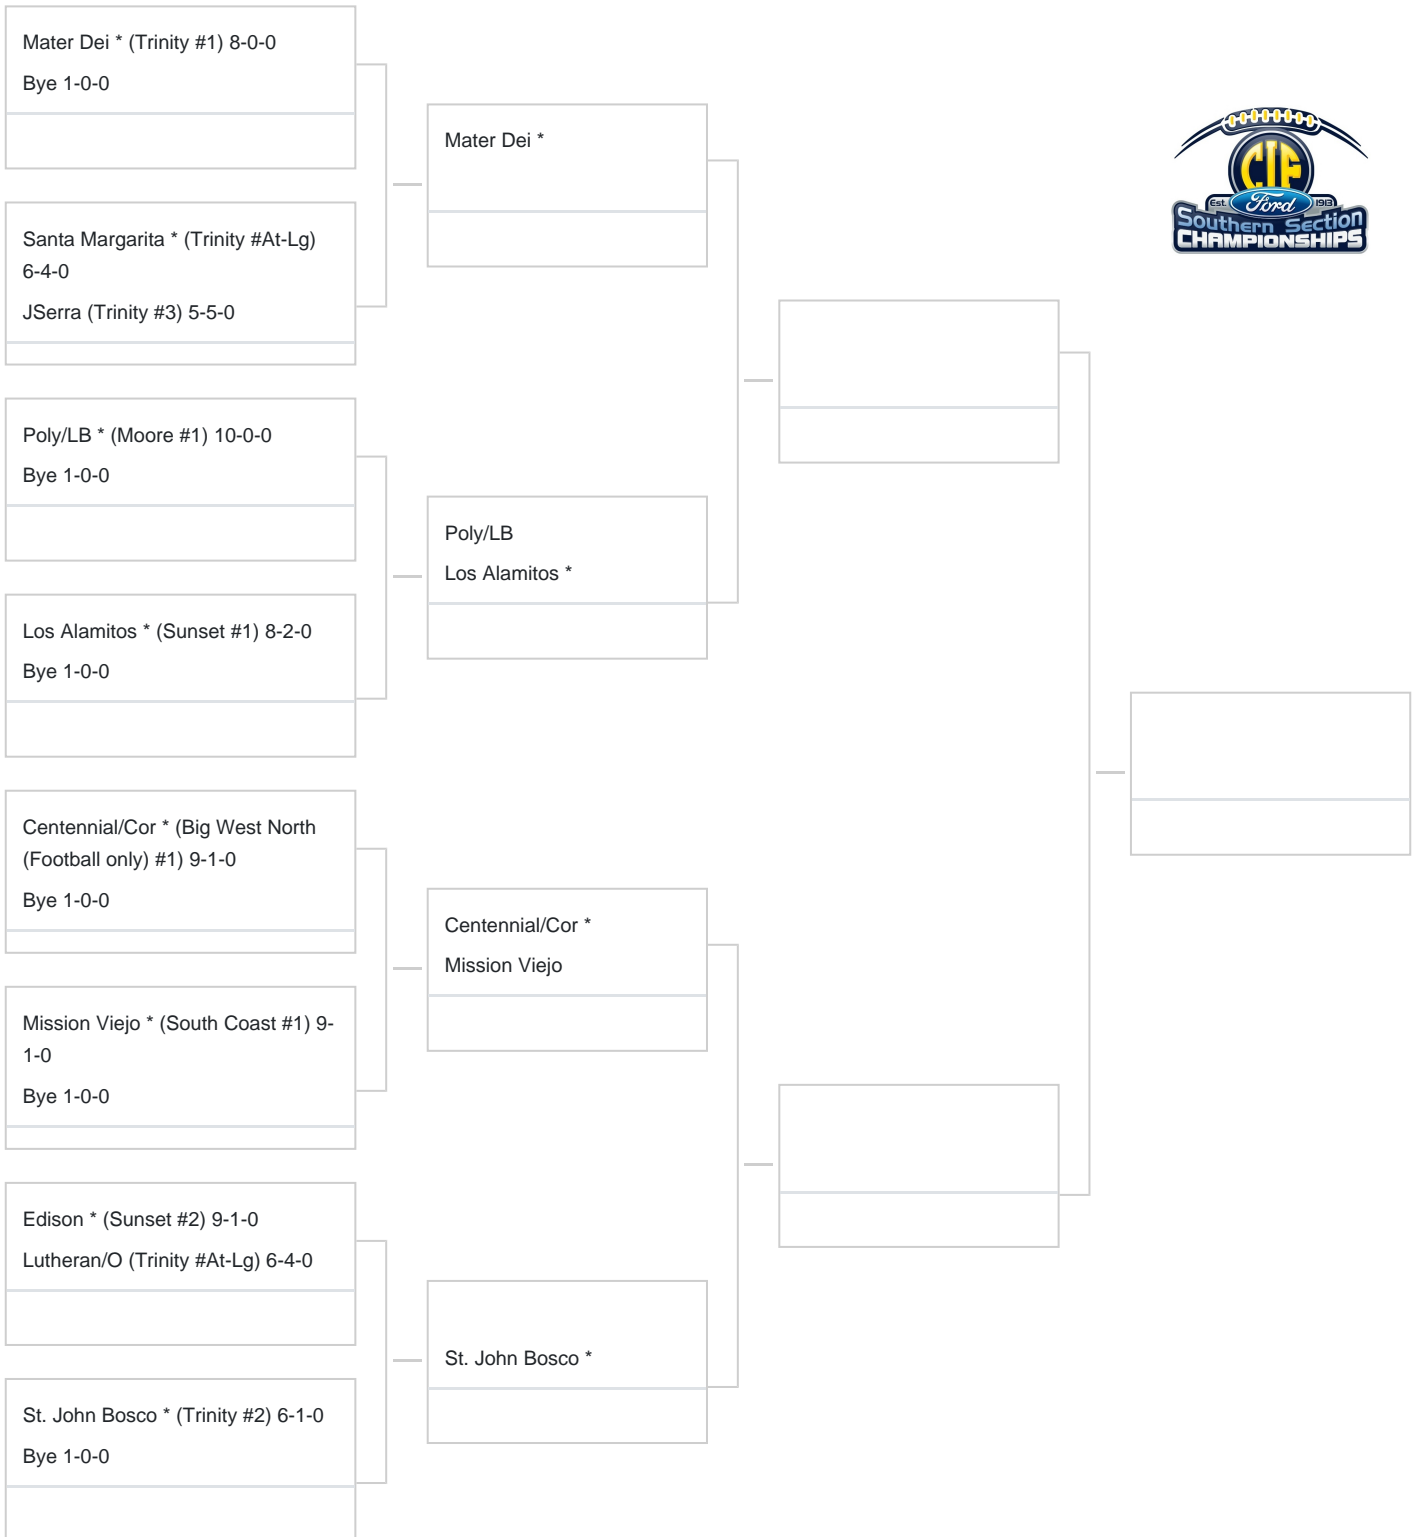 Mater Dei * (Trinity #1) 8-0-0
Bye 1-0-0
Santa Margarita * (Trinity #At-Lg)
6-4-0
JSerra (Trinity #3) 5-5-0
Poly/LB * (Moore #1) 10-0-0
Bye 1-0-0
Los Alamitos * (Sunset #1) 8-2-0
Bye 1-0-0
Centennial/Cor * (Big West North
(Football only) #1) 9-1-0
Bye 1-0-0
Mission Viejo * (South Coast #1) 9-
1-0
Bye 1-0-0
Edison * (Sunset #2) 9-1-0
Lutheran/O (Trinity #At-Lg) 6-4-0
St. John Bosco * (Trinity #2) 6-1-0
Bye 1-0-0
Mater Dei *
Poly/LB
Los Alamitos *
Centennial/Cor *
Mission Viejo
St. John Bosco *
CIF
Est. Ford 1913
Southern Section
CHAMPIONSHIPS